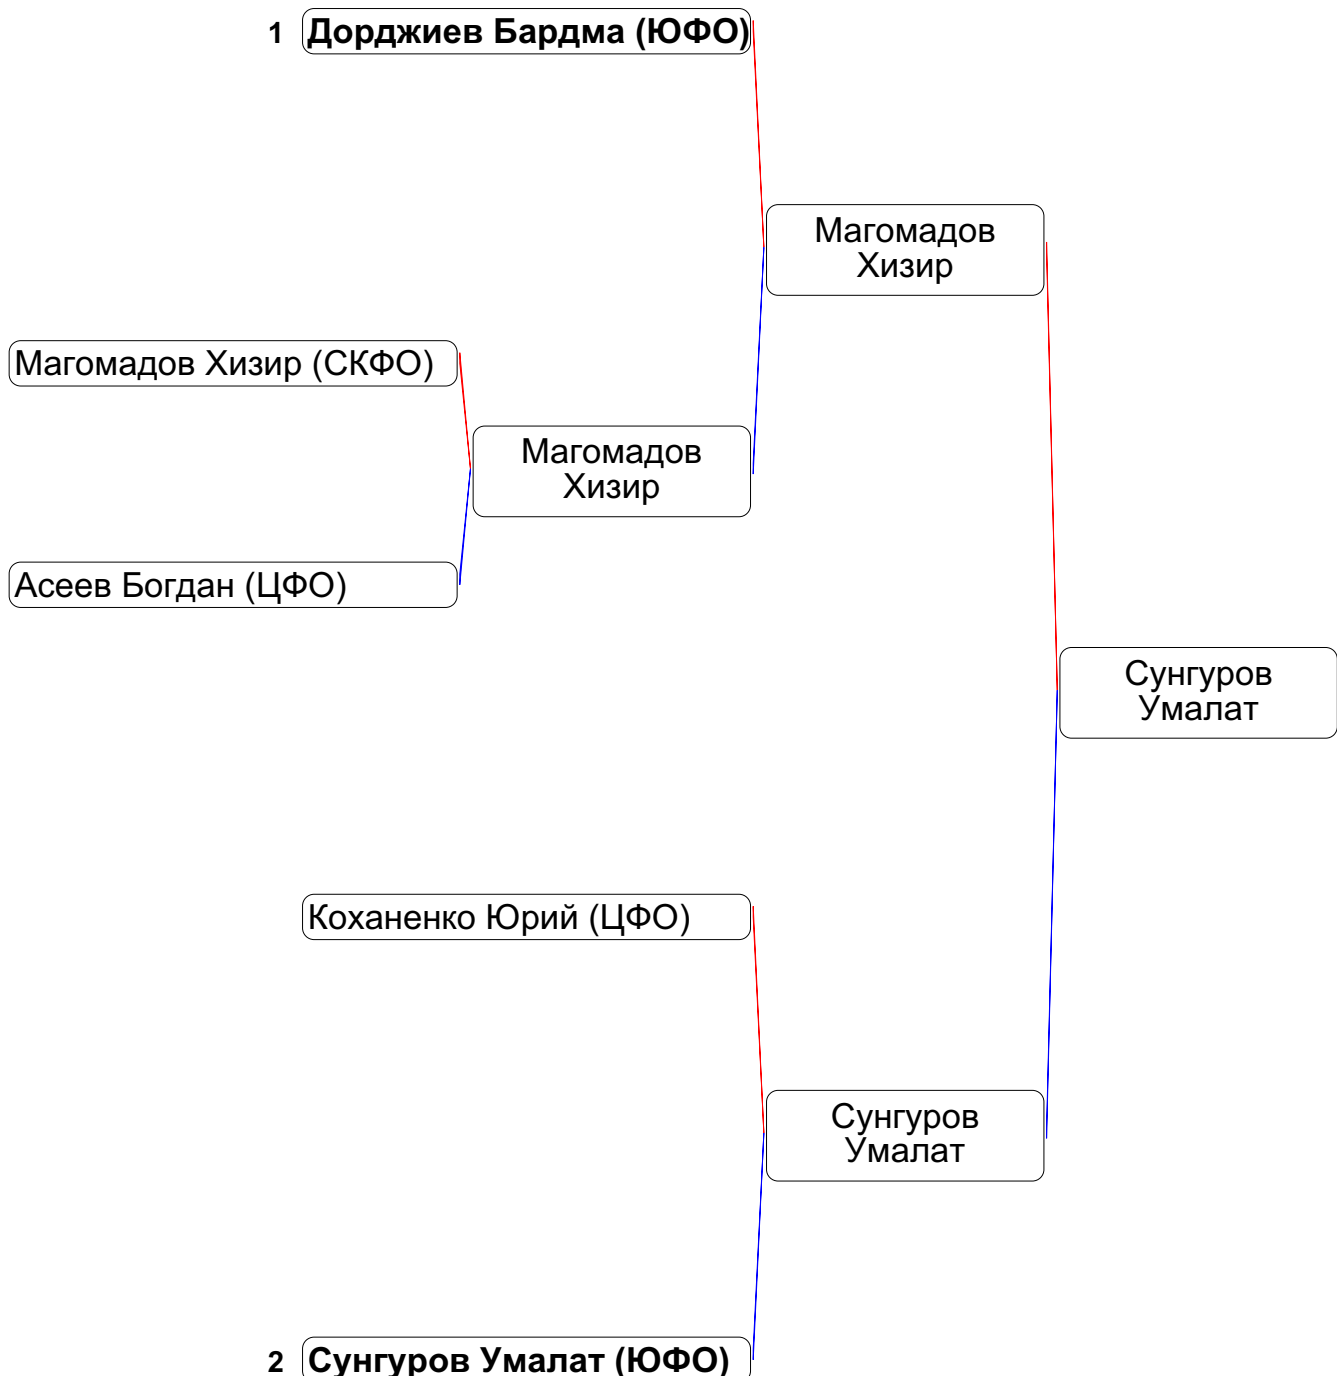 1 Дорджиев Бардма (ЮФО)
Магомадов
Хизир
Магомадов Хизир (СКФО)
Магомадов
Хизир
Асеев Богдан (ЦФО)
Сунгуров
Умалат
Коханенко Юрий (ЦФО)
Сунгуров
Умалат
2 Сунгуров Умалат (ЮФО)